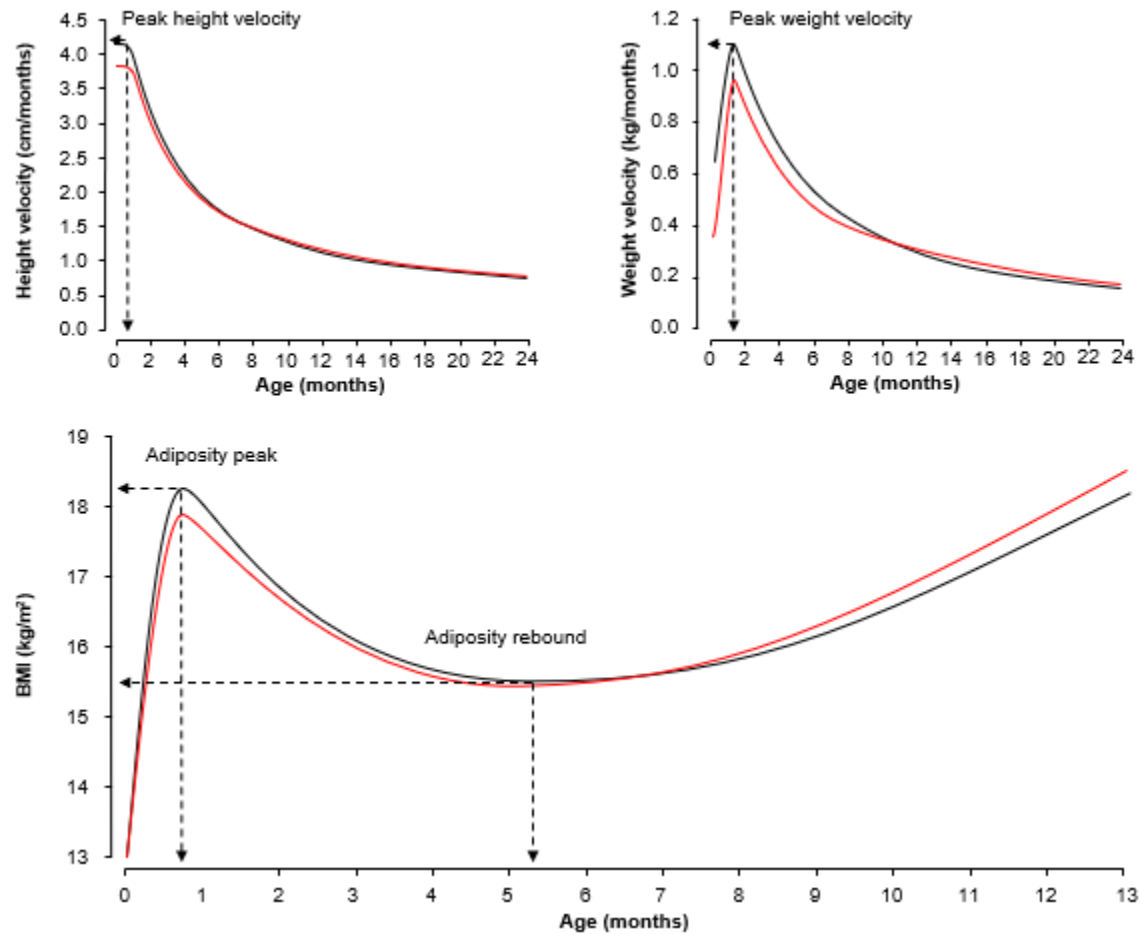 Peak height velocity
Height velocity (cm/months)
4.5
4.0
3.5
3.0
2.5
2.0
1.5
1.0
0.5
0.0
0 2 4 6 8 10 12 14 16 18 20 22 24
Age (months)
Peak weight velocity
Weight velocity (kg/months)
1.2
1.0
0.8
0.6
0.4
0.2
0.0
0 2 4 6 8 10 12 14 16 18 20 22 24
Age (months)
Adiposity peak
Adiposity rebound
BMI (kg/m²)
19
18
17
16
15
14
13
0 1 2 3 4 5 6 7 8 9 10 11 12 13
Age (months)